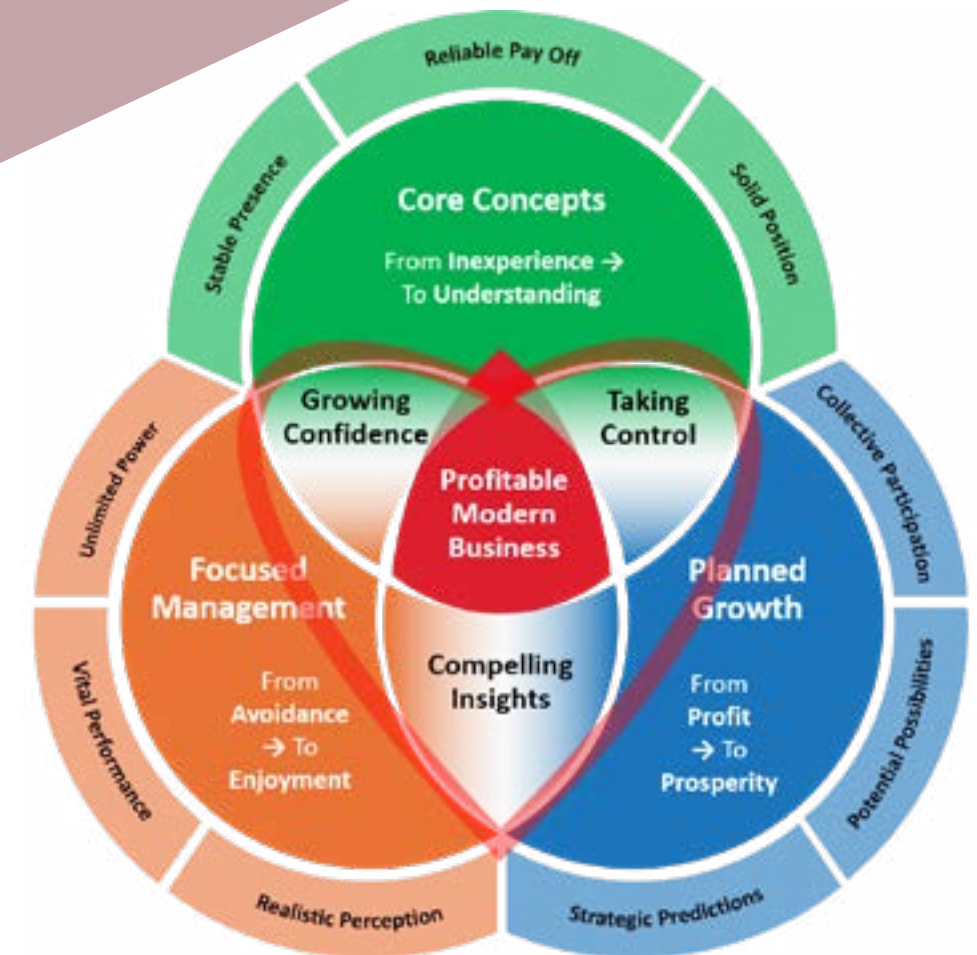 Reliable Pay Off
Stable Presence
Solid Position
Core Concepts
From Inexperience →
To Understanding
Growing
Confidence
Taking
Control
Profitable
Modern
Business
Unlimited Power
Collective Participation
Focused
Management
Planned
Growth
Compelling
Insights
From
Avoidance
→ To
Enjoyment
From
Profit
→ To
Prosperity
Vital Performance
Potential Possibilities
Realistic Perception
Strategic Predictions